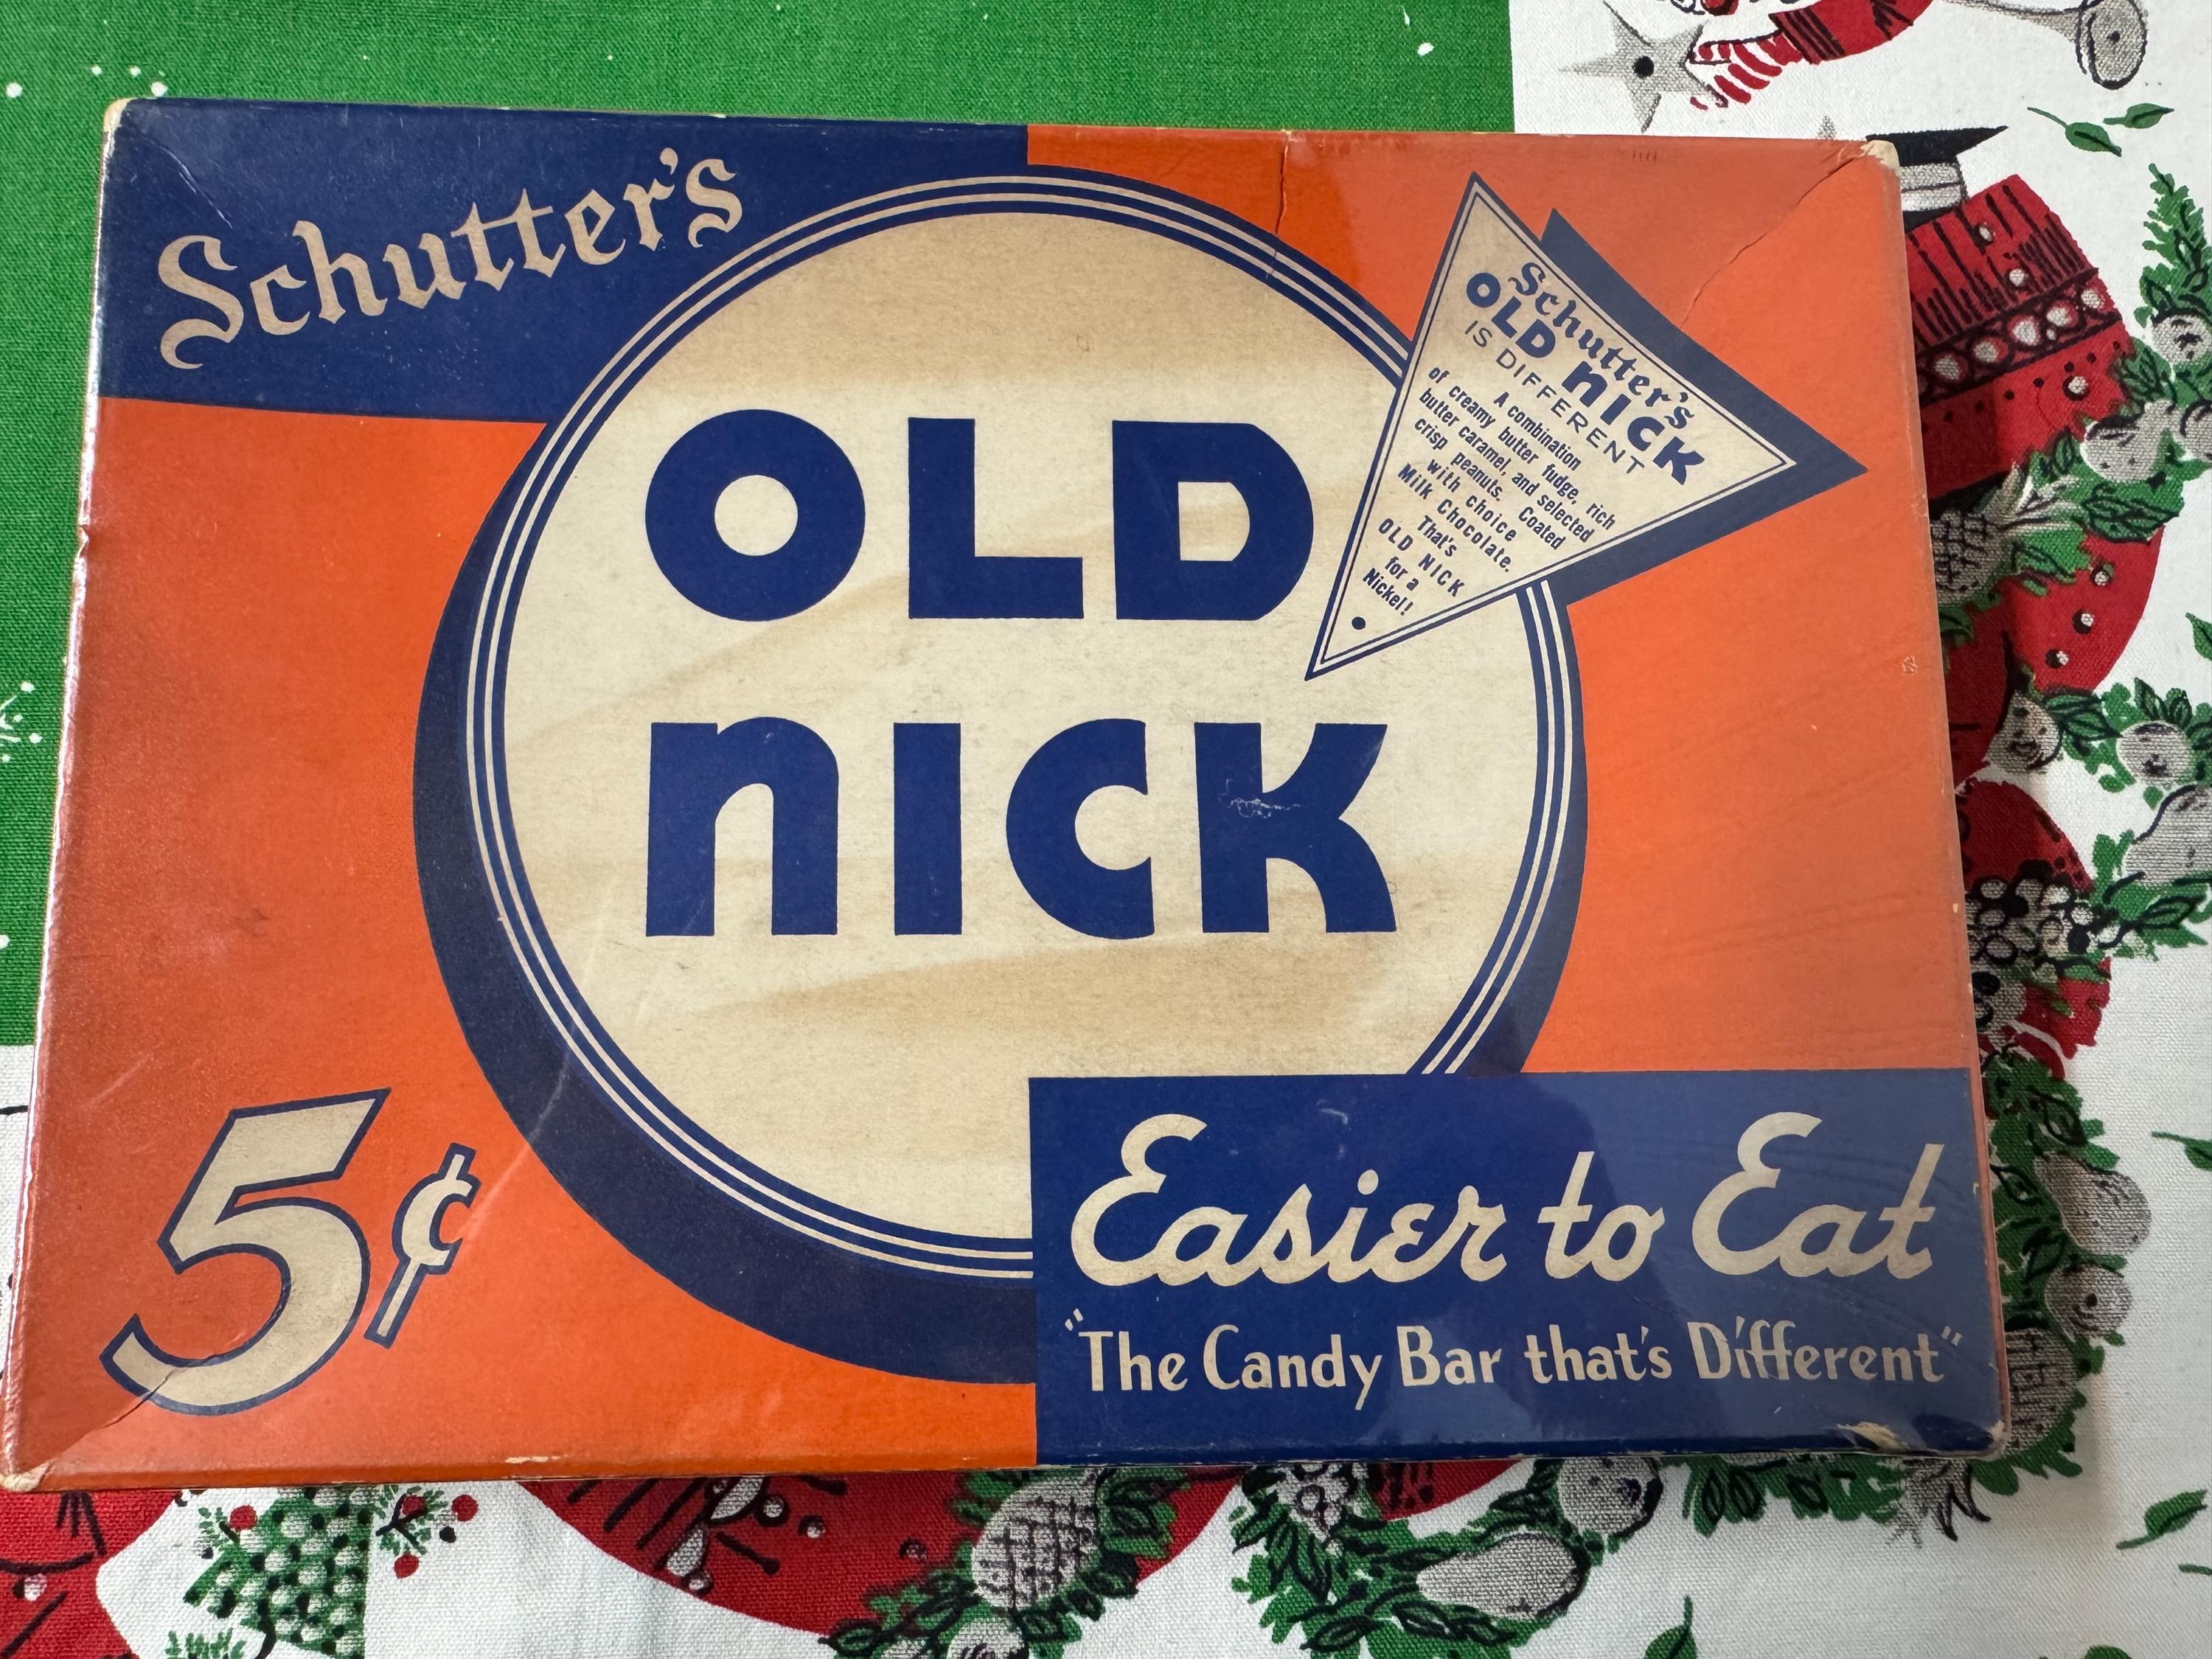 Schutter's
OLD
nICK
Schutter's
OLD nICK
IS DIFFERENT
A combination
of creamy butter fudge, rich
butter caramel, and selected
crisp peanuts. Coated
with choice
Milk Chocolate.
That's
OLD NICK
for a
Nickel!
5¢
Easier to Eat
"The Candy Bar that's Different"